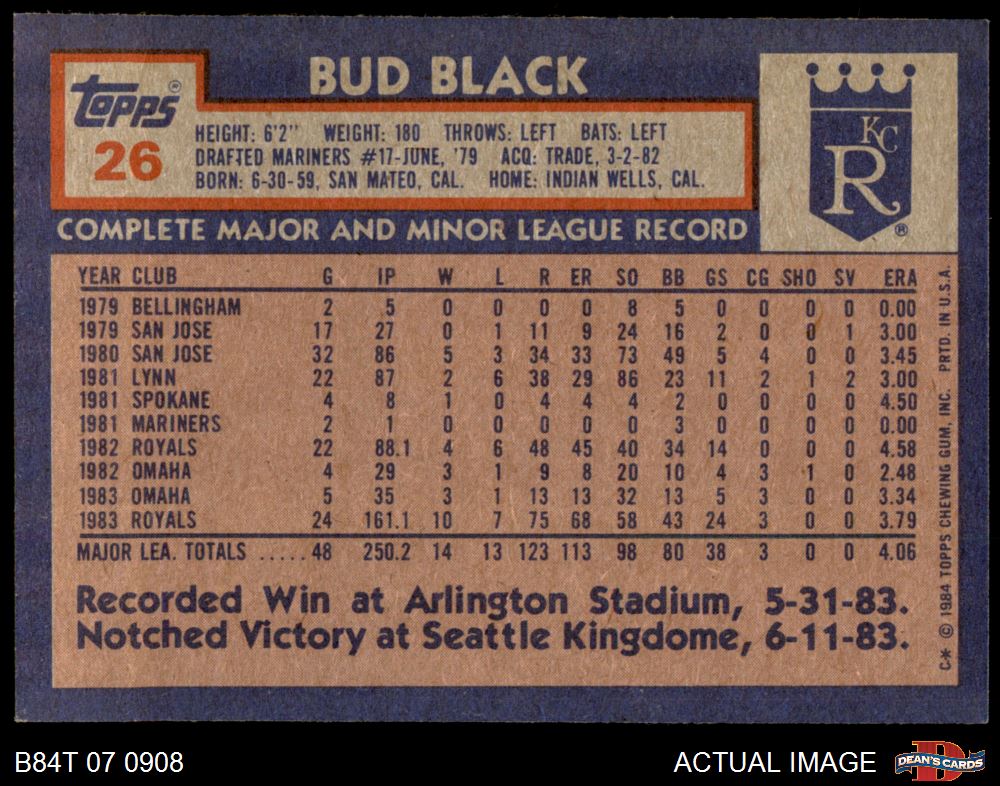 BUD BLACK
Topps®
26
HEIGHT: 6'2" WEIGHT: 180 THROWS: LEFT BATS: LEFT
DRAFTED MARINERS #17-JUNE, '79 ACQ: TRADE, 3-2-82
BORN: 6-30-59, SAN MATEO, CAL. HOME: INDIAN WELLS, CAL.
KC
R
®
COMPLETE MAJOR AND MINOR LEAGUE RECORD
YEAR CLUB G IP W L R ER SO BB GS CG SHO SV ERA
1979 BELLINGHAM 2 5 0 0 0 0 8 5 0 0 0 0 0.00
1979 SAN JOSE 17 27 0 1 11 9 24 16 2 0 0 1 3.00
1980 SAN JOSE 32 86 5 3 34 33 73 49 5 4 0 0 3.45
1981 LYNN 22 87 2 6 38 29 86 23 11 2 1 2 3.00
1981 SPOKANE 4 8 1 0 4 4 4 2 0 0 0 0 4.50
1981 MARINERS 2 1 0 0 0 0 0 3 0 0 0 0 0.00
1982 ROYALS 22 88.1 4 6 48 45 40 34 14 0 0 0 4.58
1982 OMAHA 4 29 3 1 9 8 20 10 4 3 1 0 2.48
1983 OMAHA 5 35 3 1 13 13 32 13 5 3 0 0 3.34
1983 ROYALS 24 161.1 10 7 75 68 58 43 24 3 0 0 3.79
MAJOR LEA. TOTALS .....48 250.2 14 13 123 113 98 80 38 3 0 0 4.06
Recorded Win at Arlington Stadium, 5-31-83.
Notched Victory at Seattle Kingdome, 6-11-83.
C* © 1984 TOPPS CHEWING GUM, INC. PRTD. IN U.S.A.
B84T 07 0908
ACTUAL IMAGE
D
DEAN'S CARDS